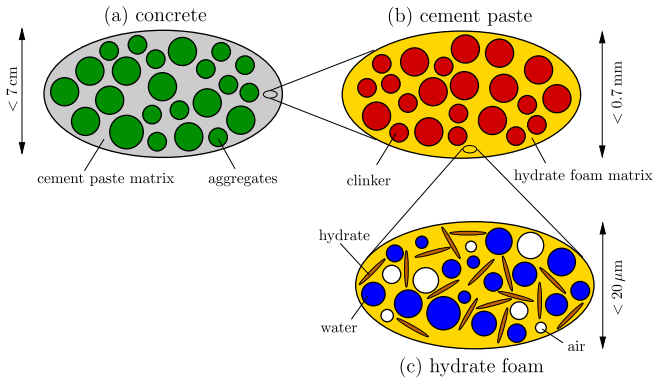 (a) concrete
< 7 cm
cement paste matrix
aggregates
(b) cement paste
< 0.7 mm
clinker
hydrate foam matrix
hydrate
water
air
< 20 μm
(c) hydrate foam